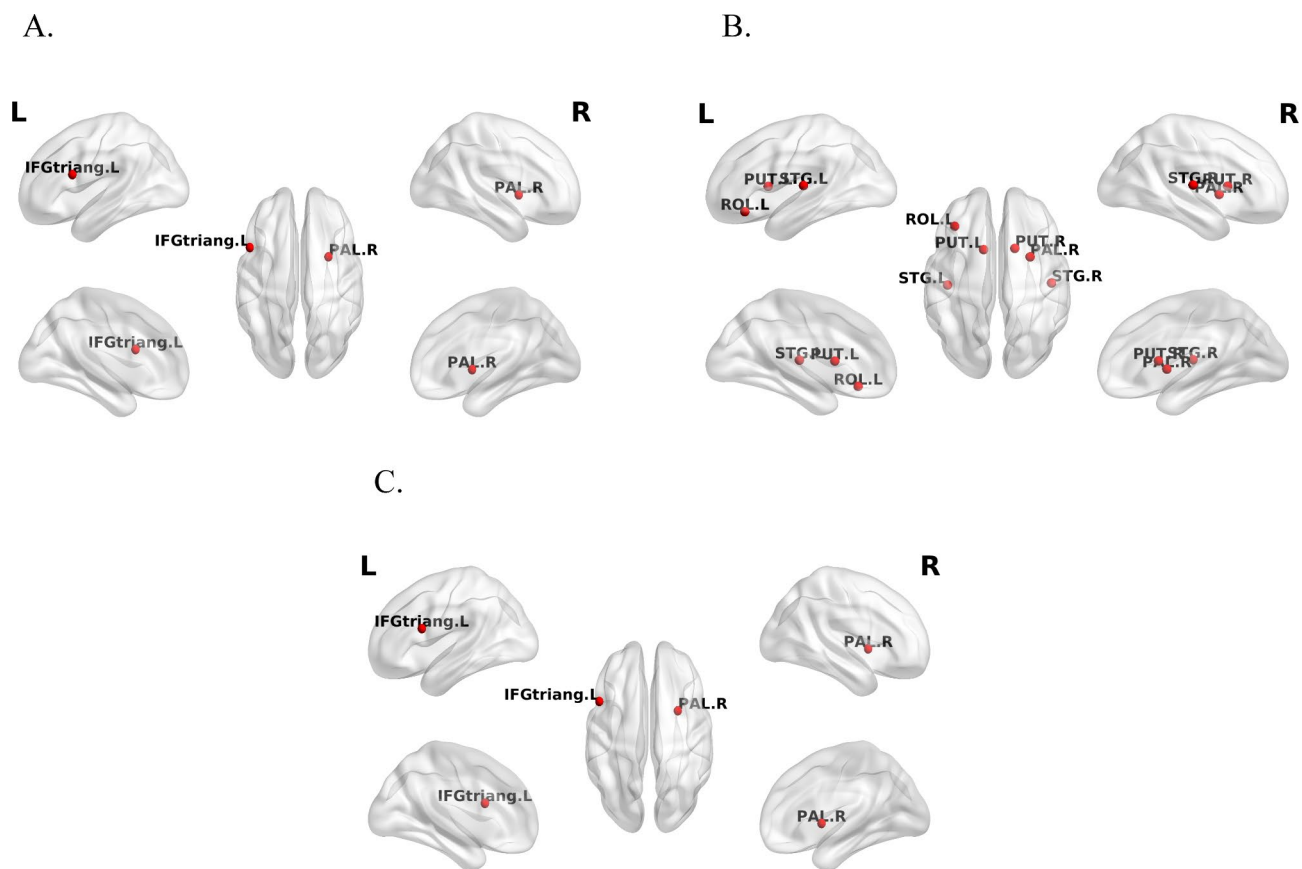 A.
L
R
IFGtriang.L
PAL.R
IFGtriang.L
PAL.R
IFGtriang.L
PAL.R
B.
L
R
PUT.L
STG.L
ROL.L
STG.R
PUT.R
PAL.R
ROL.L
PUT.L
PUT.R
PAL.R
STG.L
STG.R
STG.L
PUT.L
ROL.L
PUT.R
STG.R
PAL.R
C.
L
R
IFGtriang.L
PAL.R
IFGtriang.L
PAL.R
IFGtriang.L
PAL.R